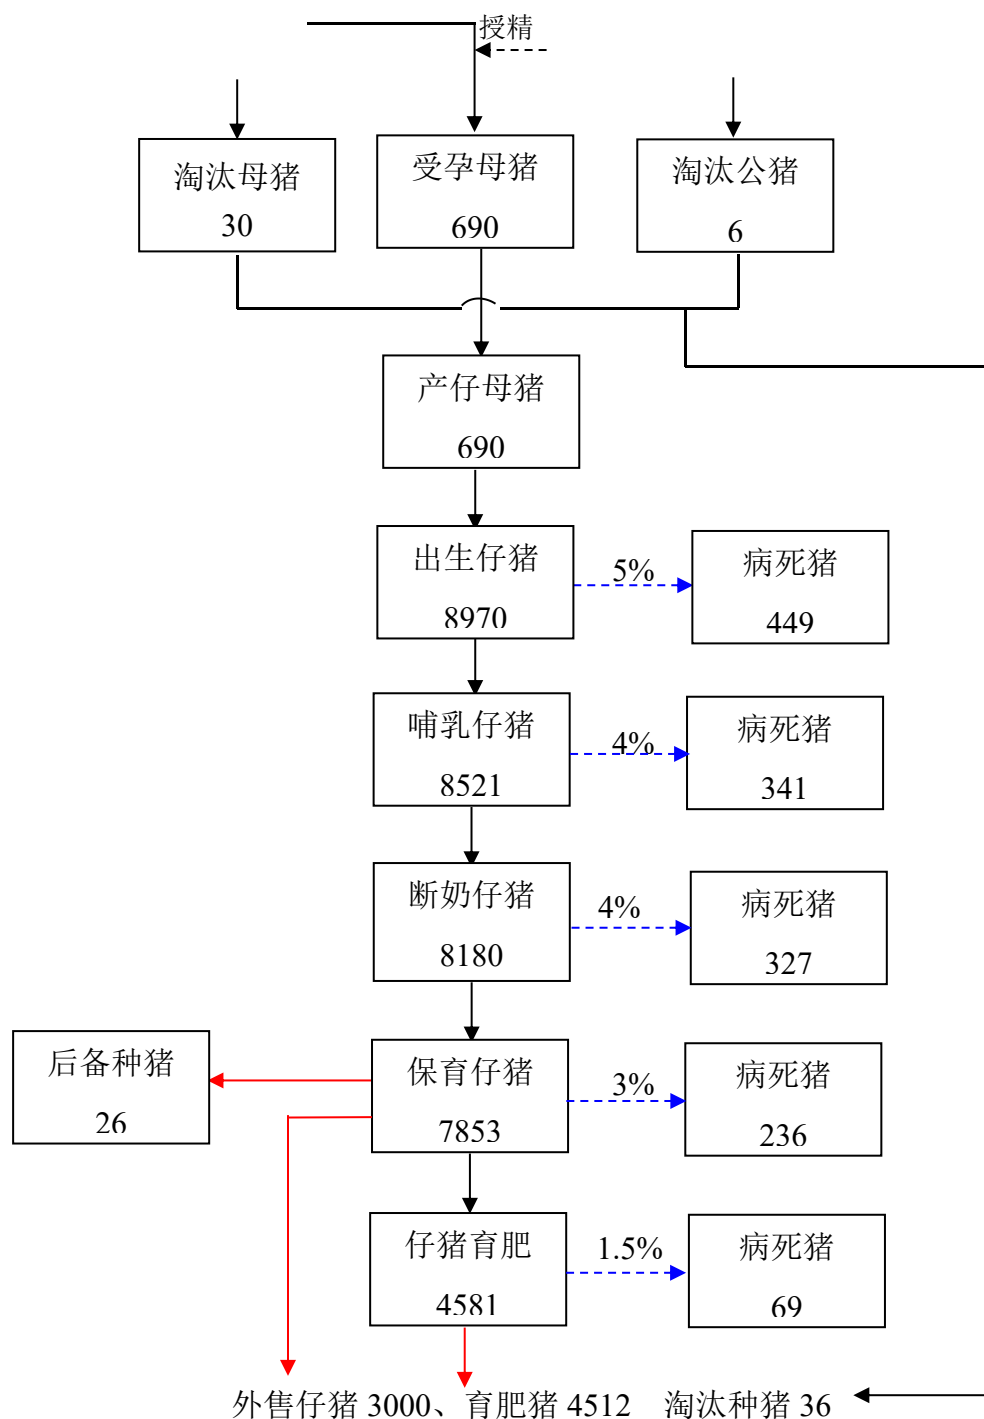 授精
淘汰母猪
30
受孕母猪
690
淘汰公猪
6
产仔母猪
690
出生仔猪
8970
5%
病死猪
449
哺乳仔猪
8521
4%
病死猪
341
断奶仔猪
8180
4%
病死猪
327
后备种猪
26
保育仔猪
7853
3%
病死猪
236
仔猪育肥
4581
1.5%
病死猪
69
外售仔猪 3000、育肥猪 4512 淘汰种猪 36